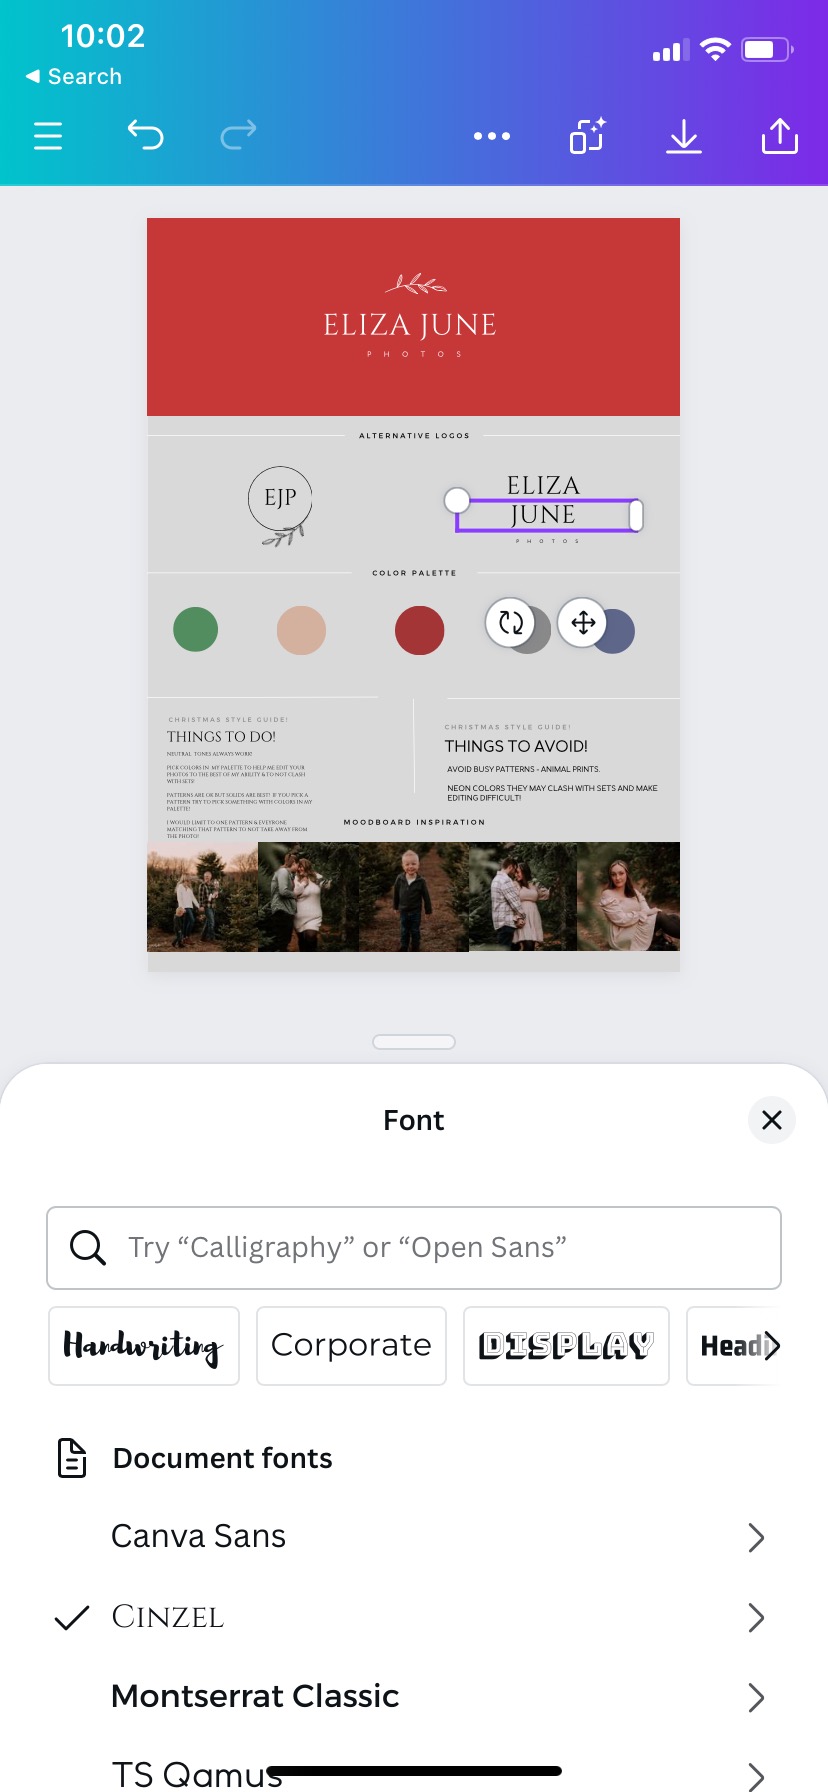 10:02
◀ Search
ELIZA JUNE
PHOTOS
ALTERNATIVE LOGOS
EJP
ELIZA
JUNE
PHOTOS
COLOR PALETTE
CHRISTMAS STYLE GUIDE!
THINGS TO DO!
NEUTRAL TONES ALWAYS WORK!
PICK COLORS IN MY PALETTE TO HELP ME EDIT YOUR
PHOTOS TO THE BEST OF MY ABILITY & TO NOT CLASH
WITH SETS!
PATTERNS ARE OK BUT SOLIDS ARE BEST! IF YOU PICK A
PATTERN TRY TO PICK SOMETHING WITH COLORS IN MY
PALETTE!
I WOULD LIMIT TO ONE PATTERN & EVEYRONE
MATCHING THAT PATTERN TO NOT TAKE AWAY FROM
THE PHOTO!
CHRISTMAS STYLE GUIDE!
THINGS TO AVOID!
AVOID BUSY PATTERNS - ANIMAL PRINTS.
NEON COLORS THEY MAY CLASH WITH SETS AND MAKE
EDITING DIFFICULT!
MOODBOARD INSPIRATION
Font
Try “Calligraphy” or “Open Sans”
Handwriting
Corporate
DISPLAY
Headi
Document fonts
Canva Sans
CINZEL
Montserrat Classic
TS Qamus